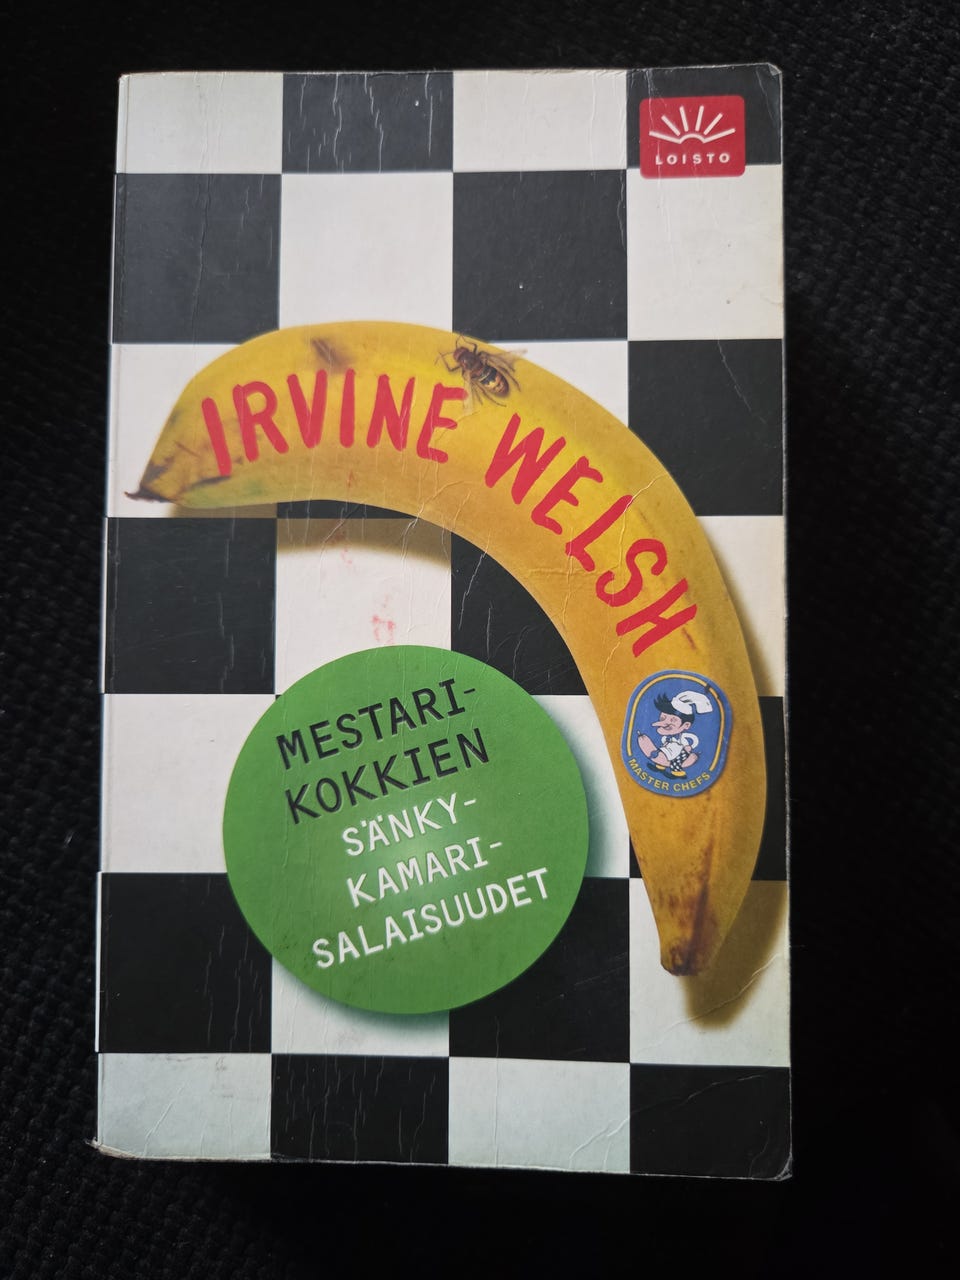 LOISTO
IRVINE WELSH
MESTARI-
KOKKIEN
SÄNKY-
KAMARI-
SALAISUUDET
MASTER CHEFS